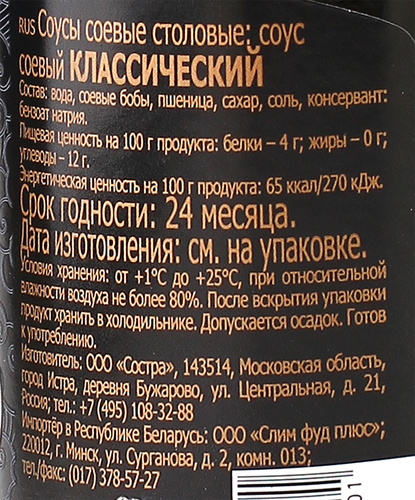 RUS Соусы соевые столовые: соус
соевый КЛАССИЧЕСКИЙ
Состав: вода, соевые бобы, пшеница, сахар, соль, консервант:
бензоат натрия.
Пищевая ценность на 100 г продукта: белки – 4 г; жиры – 0 г;
углеводы – 12 г.
Энергетическая ценность на 100 г продукта: 65 ккал/270 кДж.
Срок годности: 24 месяца.
Дата изготовления: см. на упаковке.
Условия хранения: от +1°С до +25°С, при относительной
влажности воздуха не более 80%. После вскрытия упаковки
продукт хранить в холодильнике. Допускается осадок. Готов
к употреблению.
Изготовитель: ООО «Состра», 143514, Московская область,
город Истра, деревня Бужарово, ул. Центральная, д. 21,
Россия; тел.: +7 (495) 108-32-88
Импортёр в Республике Беларусь: ООО «Слим фуд плюс»;
220012, г. Минск, ул. Сурганова, д. 2, ком. 013;
тел./факс: (017) 378-57-27